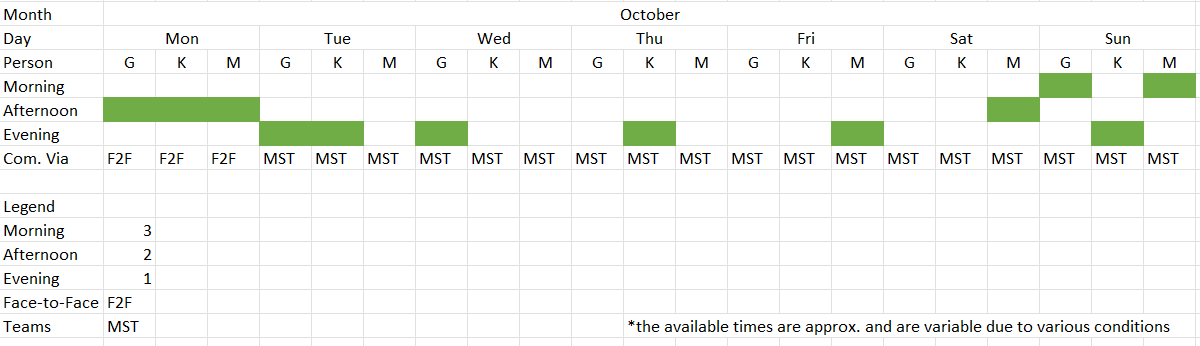 Month October
Day Mon Tue Wed Thu Fri Sat Sun
Person G K M G K M G K M G K M G K M G K M G K M
Morning
Afternoon
Evening
Com. Via F2F F2F F2F MST MST MST MST MST MST MST MST MST MST MST MST MST MST MST MST MST MST
Legend
Morning 3
Afternoon 2
Evening 1
Face-to-Face F2F
Teams MST *the available times are approx. and are variable due to various conditions